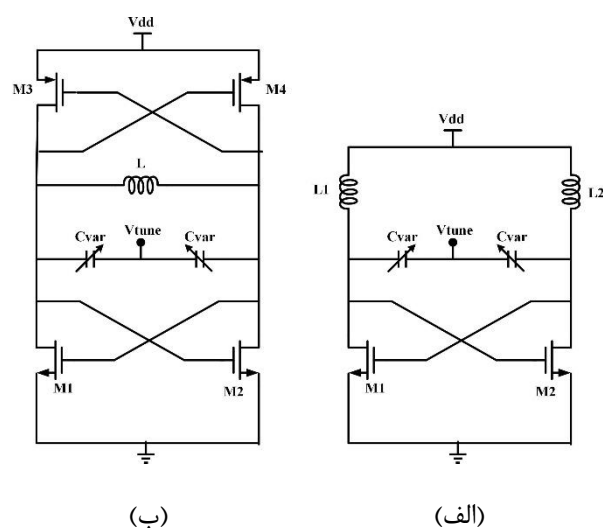 Vdd
M3
M4
L
Cvar
Vtune
Cvar
M1
M2
(ب)
Vdd
L1
L2
Cvar
Vtune
Cvar
M1
M2
(الف)